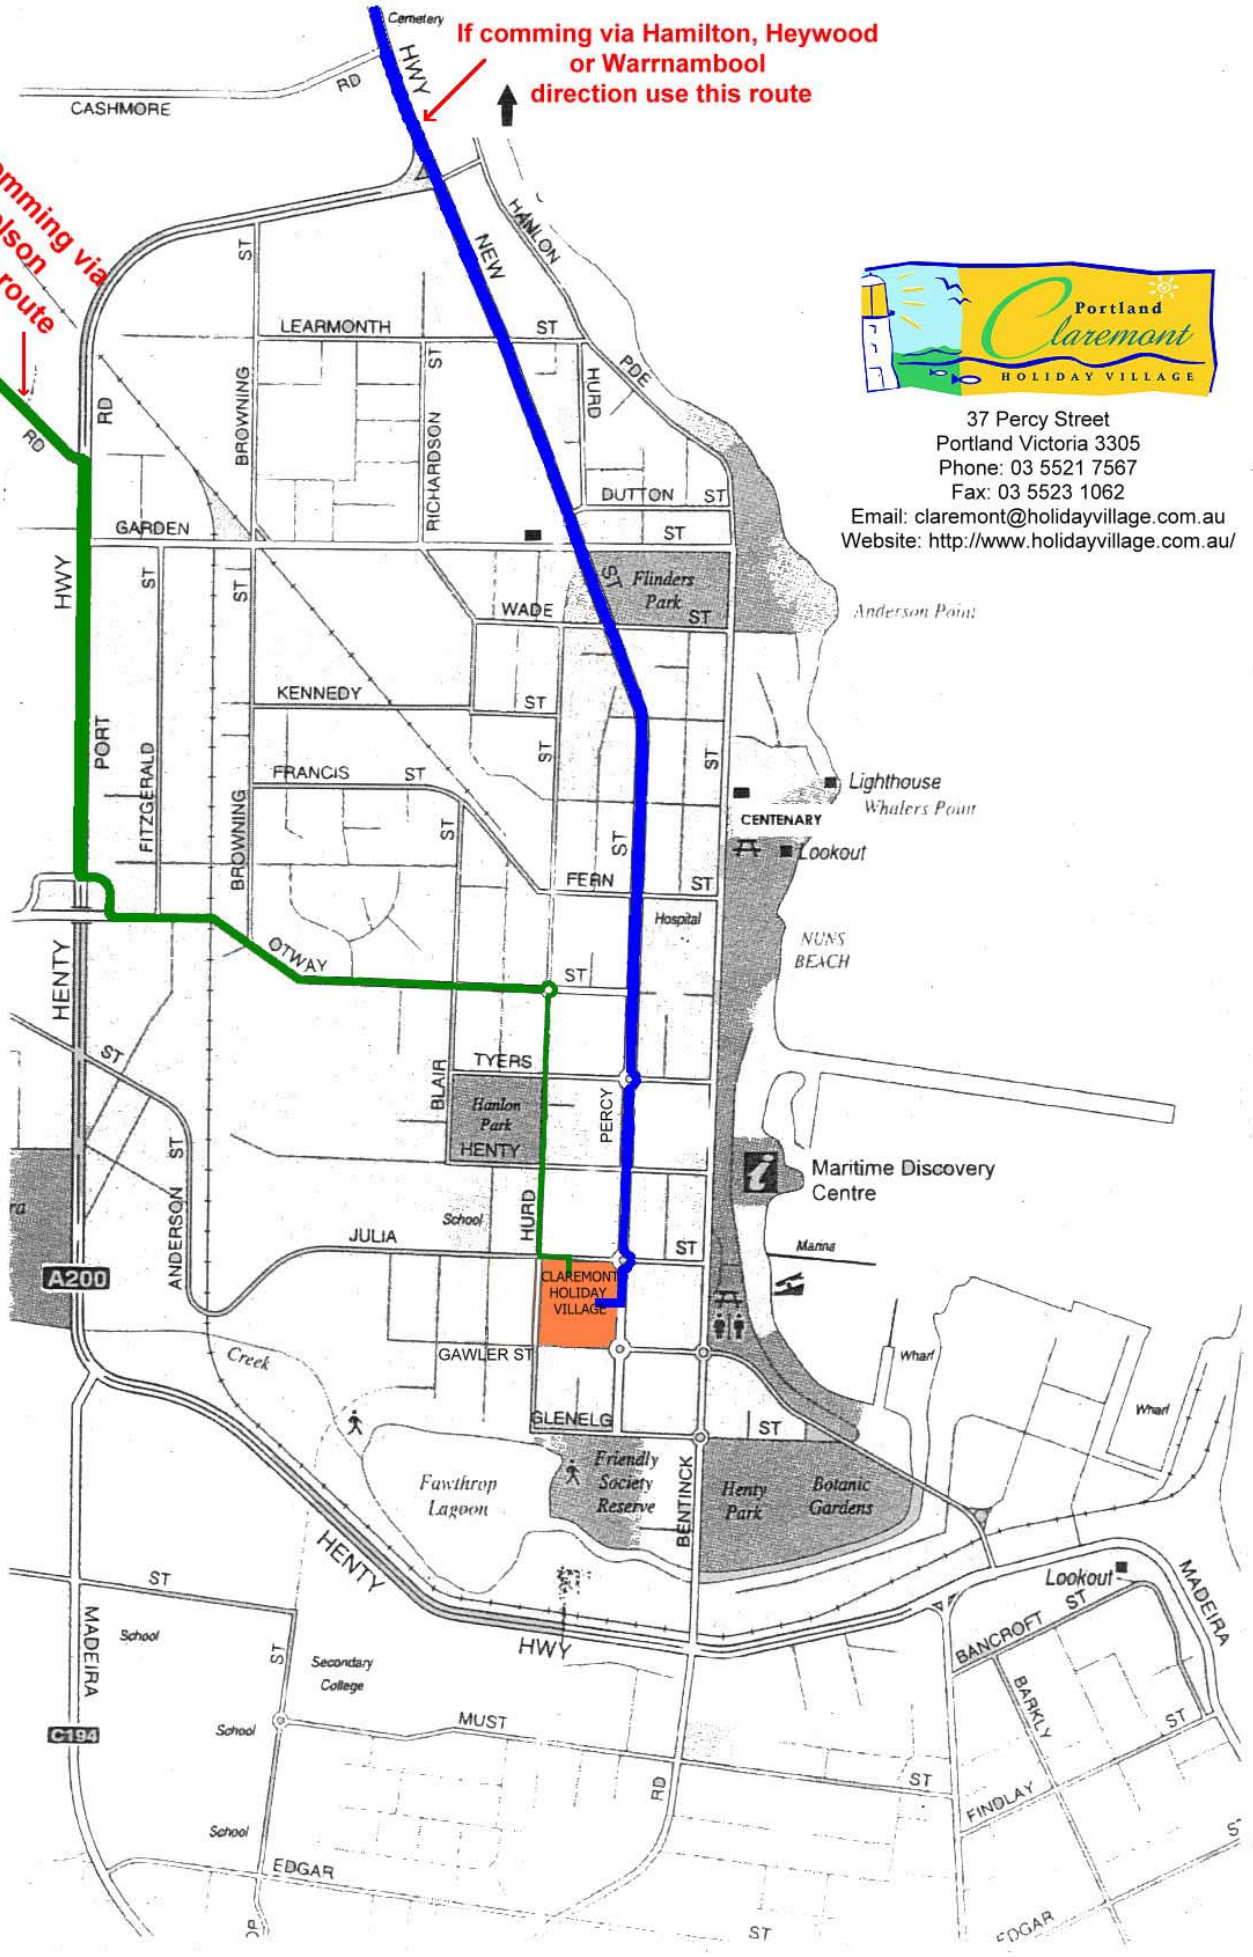 Cemetery
If comming via Hamilton, Heywood
or Warrnambool
direction use this route
HWY
RD
CASHMORE
omming via
elson
route
HANLON
NEW
ST
LEARMONTH
ST
PDE
Portland
Claremont
HOLIDAY VILLAGE
37 Percy Street
Portland Victoria 3305
Phone: 03 5521 7567
Fax: 03 5523 1062
Email: claremont@holidayvillage.com.au
Website: http://www.holidayvillage.com.au/
RD
RD
BROWNING
ST
RICHARDSON
HURD
DUTTON ST
GARDEN
ST
HWY
ST
ST
ST
Flinders
Park
WADE
ST
Anderson Point
KENNEDY
ST
PORT
FITZGERALD
ST
ST
FRANCIS
ST
Lighthouse
Whalers Point
CENTENARY
Lookout
BROWNING
ST
ST
FERN
ST
Hospital
NUNS
BEACH
HENTY
OTWAY
ST
ST
TYERS
BLAIR
Hanlon
Park
HENTY
PERCY
Maritime Discovery
Centre
ANDERSON
ST
School
HURD
JULIA
ST
Marina
A200
CLAREMONT
HOLIDAY
VILLAGE
Creek
GAWLER ST
Wharf
Wharf
GLENELG
ST
Fawthrop
Lagoon
Friendly
Society
Reserve
BENTINCK
Henty
Park
Botanic
Gardens
HENTY
HWY
ST
Lookout
MADEIRA
MADEIRA
School
ST
Secondary
College
BANCROFT
ST
BARKLY
C194
School
MUST
ST
ST
RD
FINDLAY
School
EDGAR
ST
EDGAR